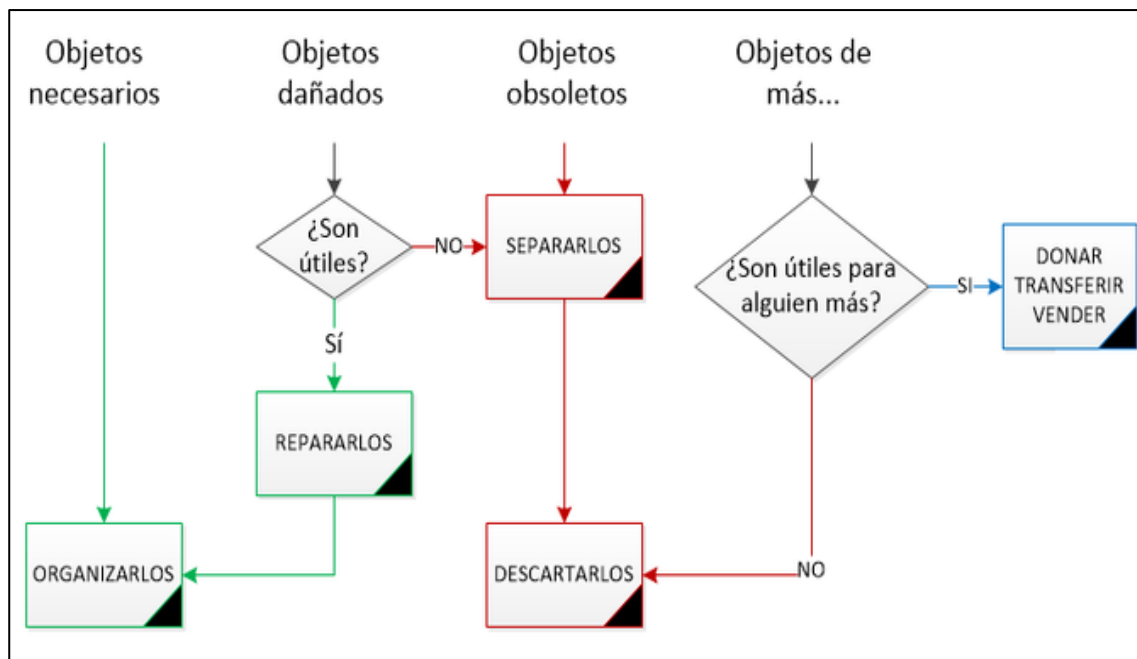 Objetos
necesarios
Objetos
dañados
Objetos
obsoletos
Objetos de
más...
¿Son
útiles?
NO
SEPARARLOS
¿Son útiles para
alguien más?
SI
DONAR
TRANSFERIR
VENDER
Sí
REPARARLOS
ORGANIZARLOS
DESCARTARLOS
NO